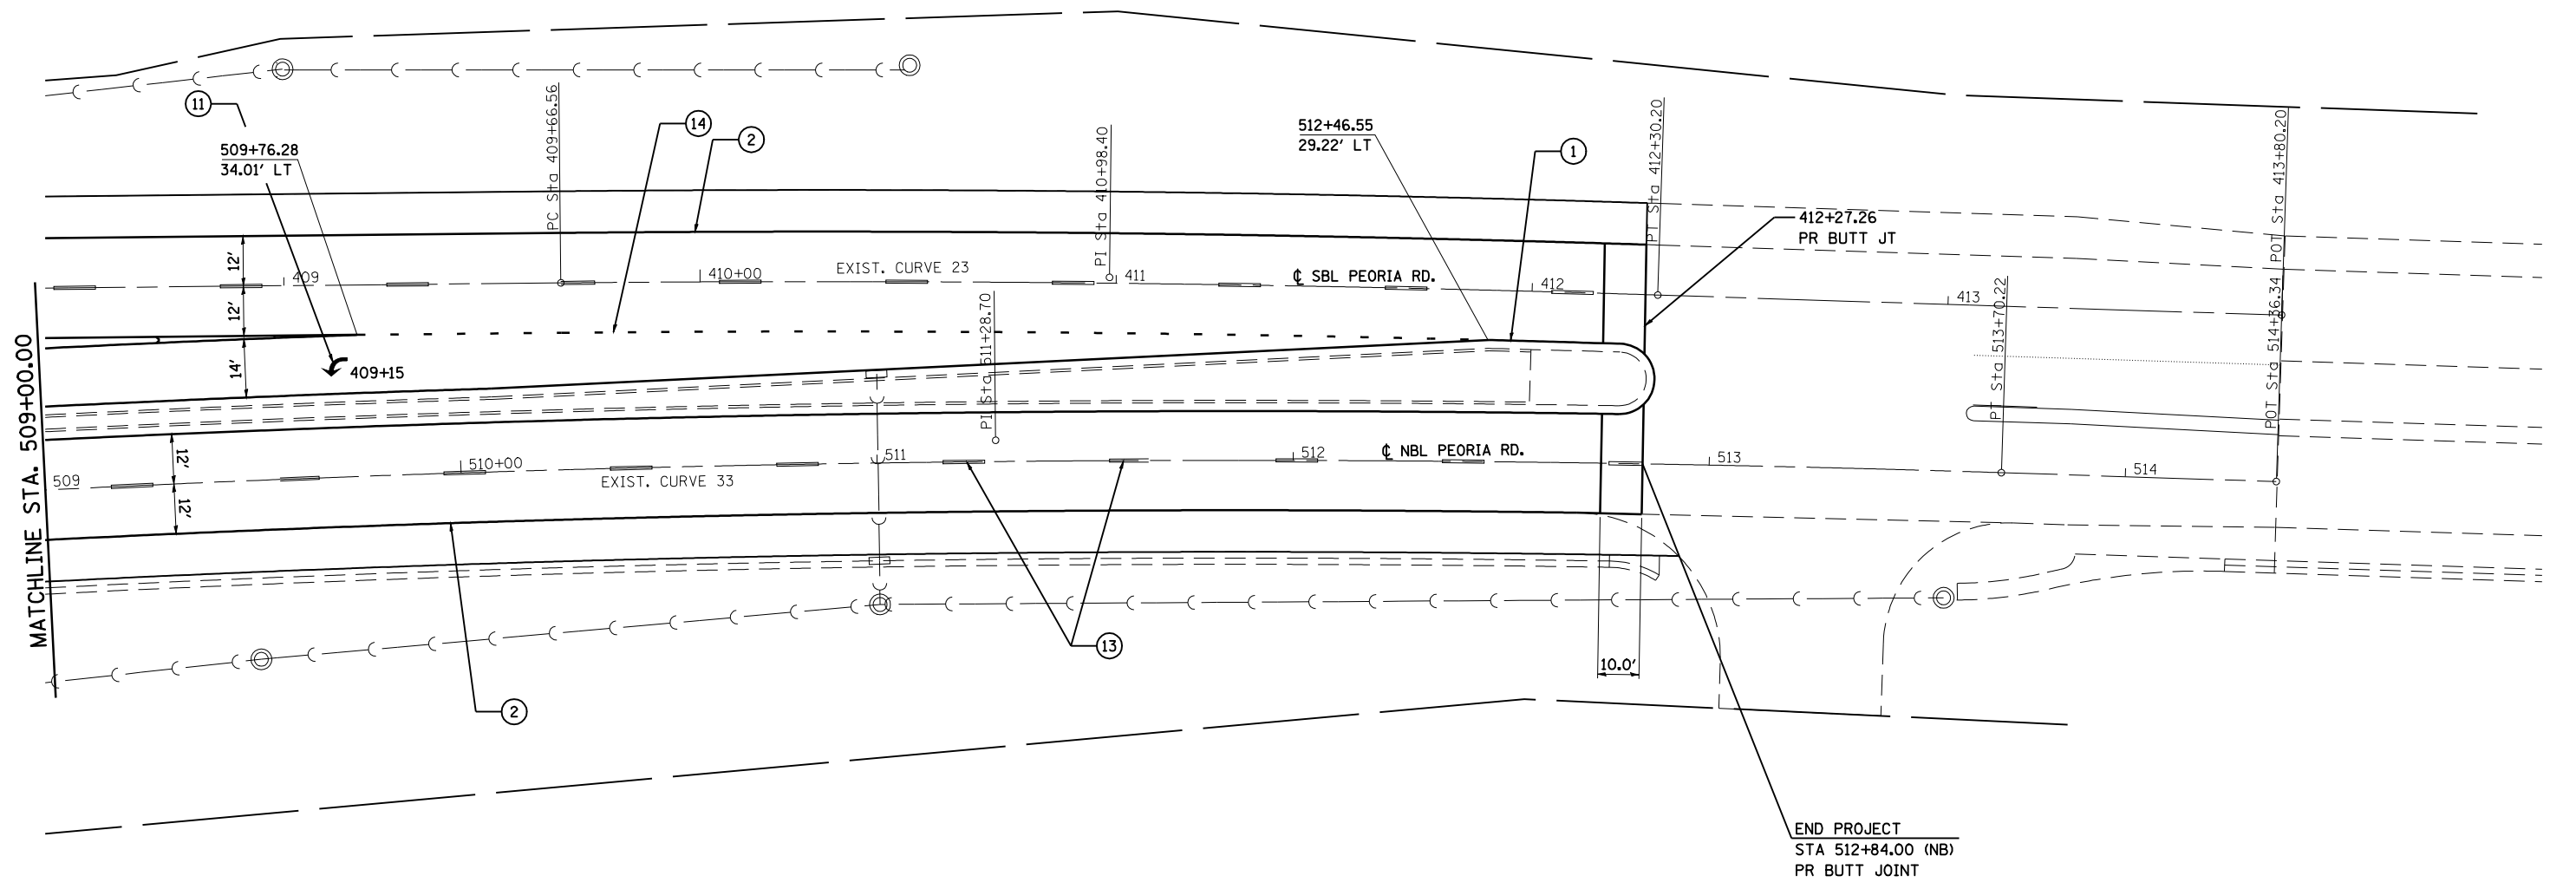 11
509+76.28
34.01' LT
PC Sta 409+66.56
14
2
PI Sta 410+98.40
512+46.55
29.22' LT
1
PT Sta 412+30.20
412+27.26
PR BUTT JT
POT Sta 413+80.20
12'
12'
14'
409
410+00
EXIST. CURVE 23
411
℄ SBL PEORIA RD.
412
413
409+15
PI Sta 511+28.70
PT Sta 513+70.22
POT Sta 514+36.34
MATCHLINE STA. 509+00.00
509
12'
12'
510+00
EXIST. CURVE 33
511
512
℄ NBL PEORIA RD.
513
514
13
10.0'
2
END PROJECT
STA 512+84.00 (NB)
PR BUTT JOINT